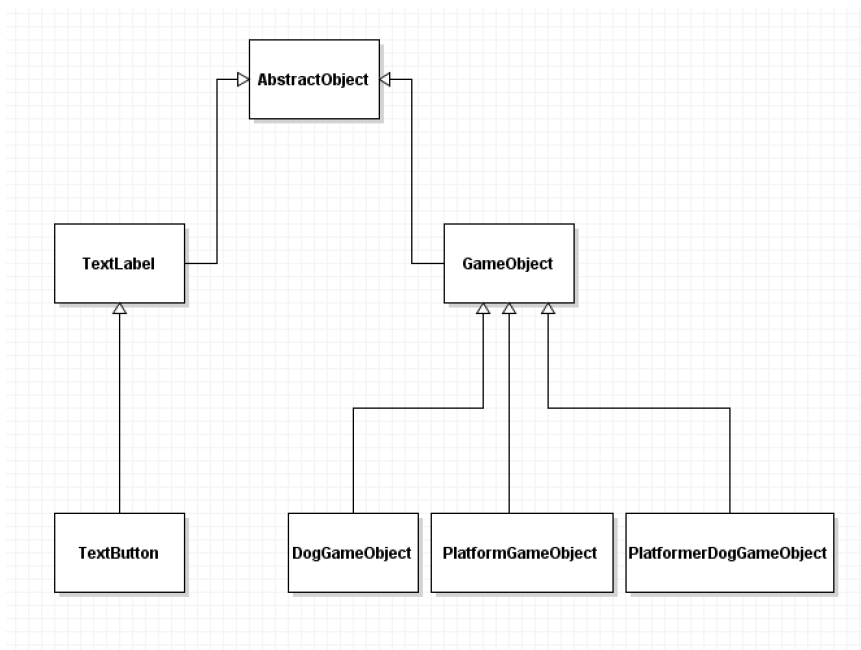 AbstractObject
TextLabel
GameObject
TextButton
DogGameObject
PlatformGameObject
PlatformerDogGameObject